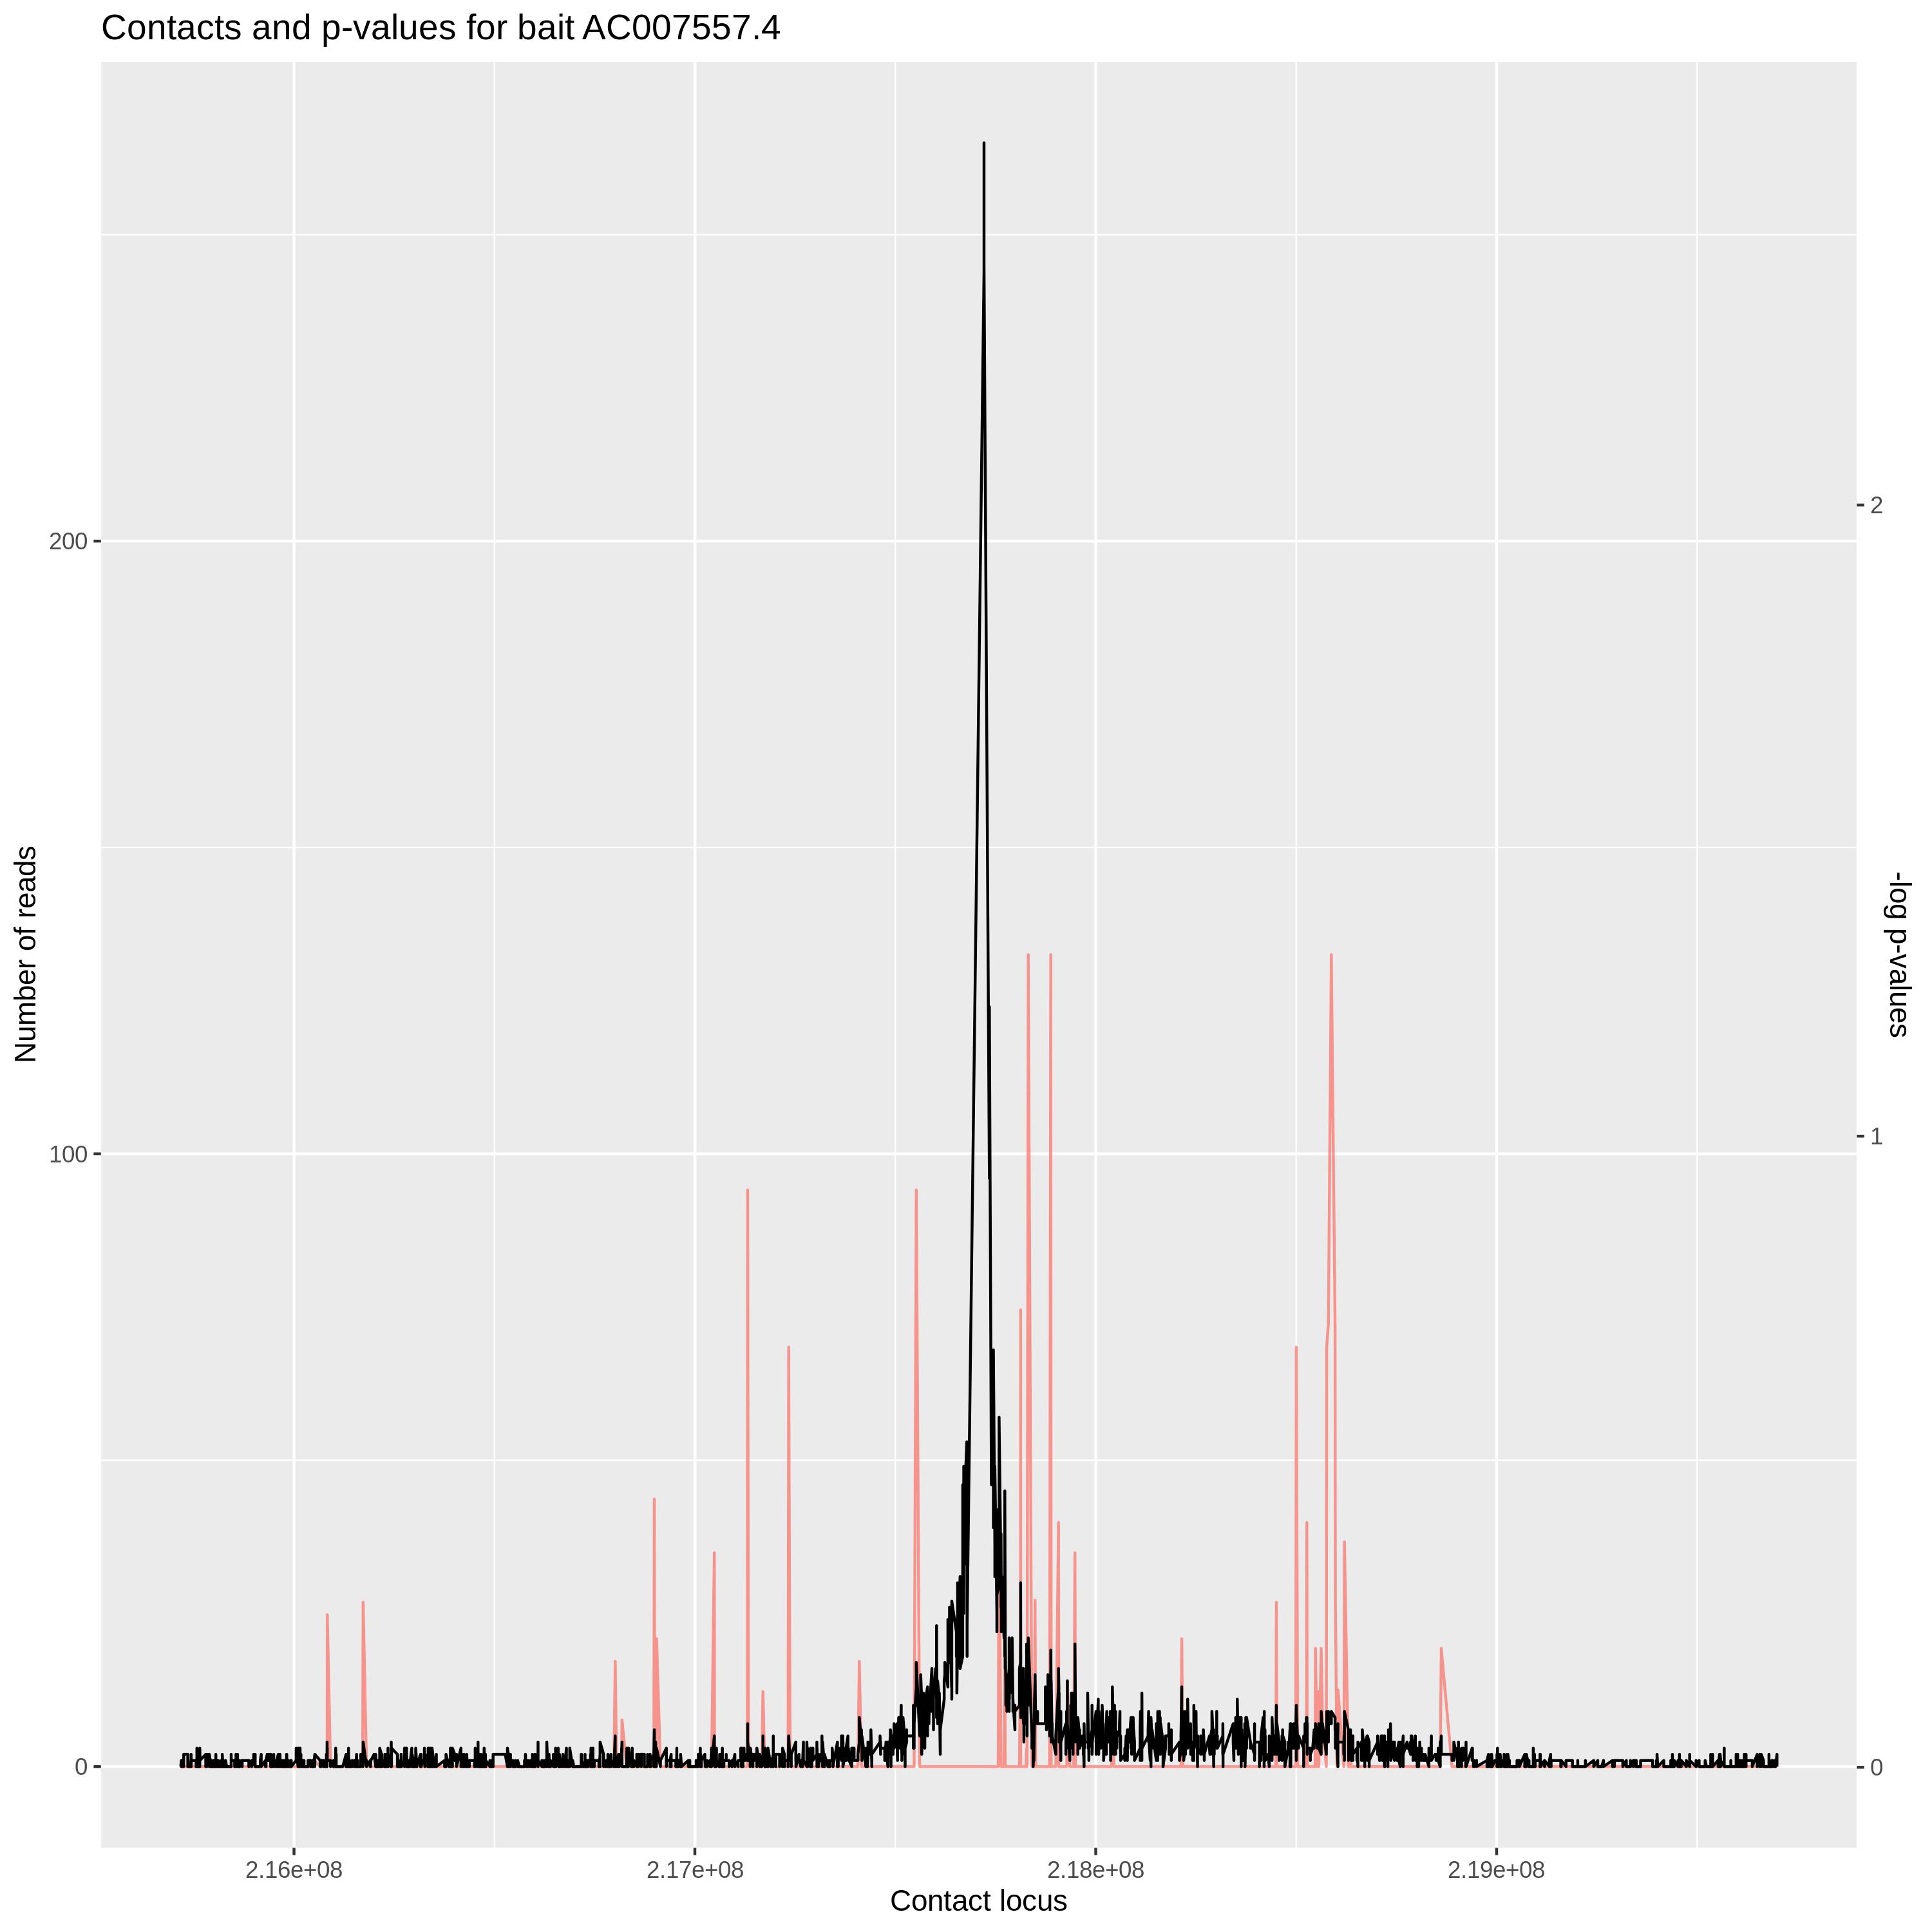 Contacts and p-values for bait AC007557.4
Number of reads
200
100
0
2
1
0
-log p-values
2.16e+08 2.17e+08 2.18e+08 2.19e+08
Contact locus